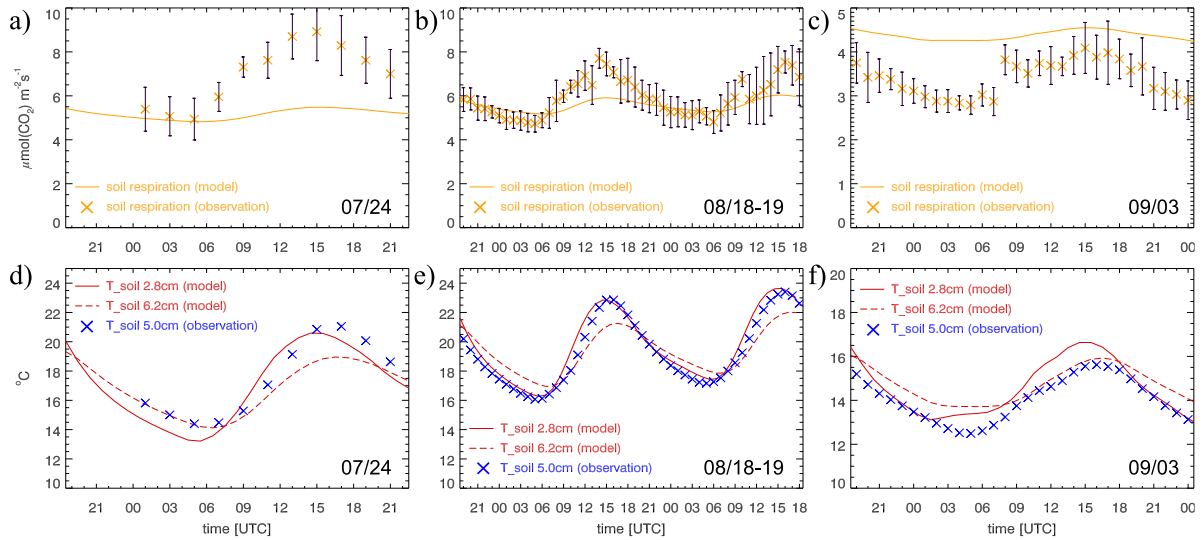 a)
b)
c)
μmol(CO₂) m⁻²s⁻¹
10
8
6
4
2
0
soil respiration (model)
soil respiration (observation)
07/24
21 00 03 06 09 12 15 18 21
10
8
6
4
2
0
soil respiration (model)
soil respiration (observation)
08/18-19
21 00 03 06 09 12 15 18 21 00 03 06 09 12 15 18
5
4
3
2
1
0
soil respiration (model)
soil respiration (observation)
09/03
21 00 03 06 09 12 15 18 21 00
d)
e)
f)
°C
24
22
20
18
16
14
12
10
T_soil 2.8cm (model)
T_soil 6.2cm (model)
T_soil 5.0cm (observation)
07/24
21 00 03 06 09 12 15 18 21
time [UTC]
24
22
20
18
16
14
12
10
T_soil 2.8cm (model)
T_soil 6.2cm (model)
T_soil 5.0cm (observation)
08/18-19
21 00 03 06 09 12 15 18 21 00 03 06 09 12 15 18
time [UTC]
20
18
16
14
12
10
T_soil 2.8cm (model)
T_soil 6.2cm (model)
T_soil 5.0cm (observation)
09/03
21 00 03 06 09 12 15 18 21 00
time [UTC]